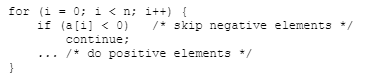 for (i = 0; i < n; i++) {
    if (a[i] < 0)   /* skip negative elements */
        continue;
    ... /* do positive elements */
}